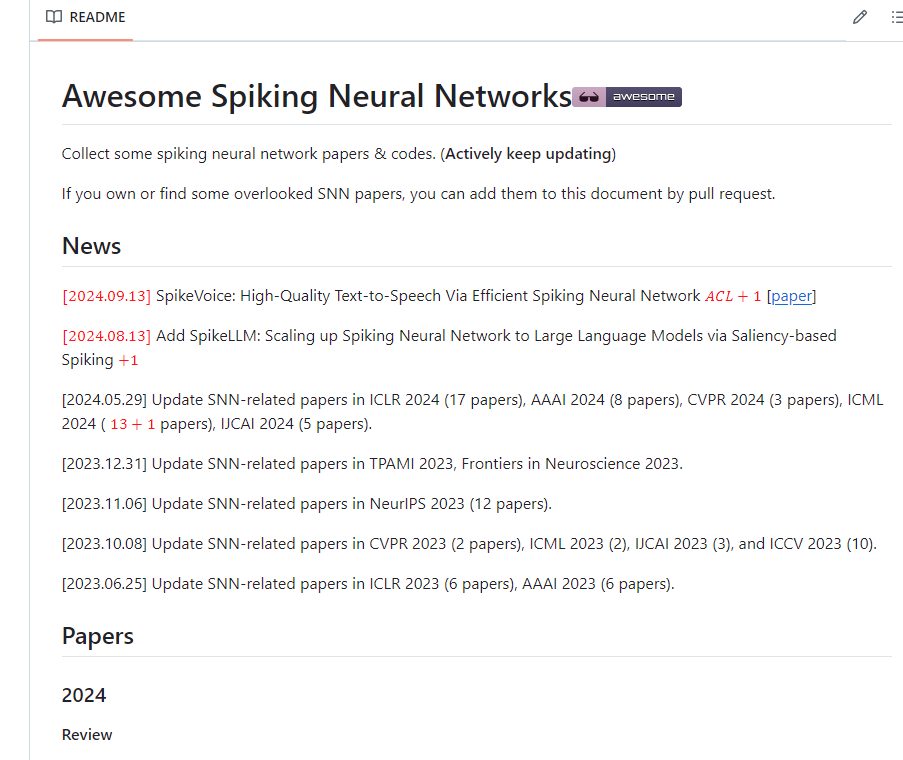 README
Awesome Spiking Neural Networks awesome
Collect some spiking neural network papers & codes. (Actively keep updating)
If you own or find some overlooked SNN papers, you can add them to this document by pull request.
News
[2024.09.13] SpikeVoice: High-Quality Text-to-Speech Via Efficient Spiking Neural Network ACL + 1 [paper]
[2024.08.13] Add SpikeLLM: Scaling up Spiking Neural Network to Large Language Models via Saliency-based
Spiking +1
[2024.05.29] Update SNN-related papers in ICLR 2024 (17 papers), AAAI 2024 (8 papers), CVPR 2024 (3 papers), ICML
2024 ( 13 + 1 papers), IJCAI 2024 (5 papers).
[2023.12.31] Update SNN-related papers in TPAMI 2023, Frontiers in Neuroscience 2023.
[2023.11.06] Update SNN-related papers in NeurIPS 2023 (12 papers).
[2023.10.08] Update SNN-related papers in CVPR 2023 (2 papers), ICML 2023 (2), IJCAI 2023 (3), and ICCV 2023 (10).
[2023.06.25] Update SNN-related papers in ICLR 2023 (6 papers), AAAI 2023 (6 papers).
Papers
2024
Review